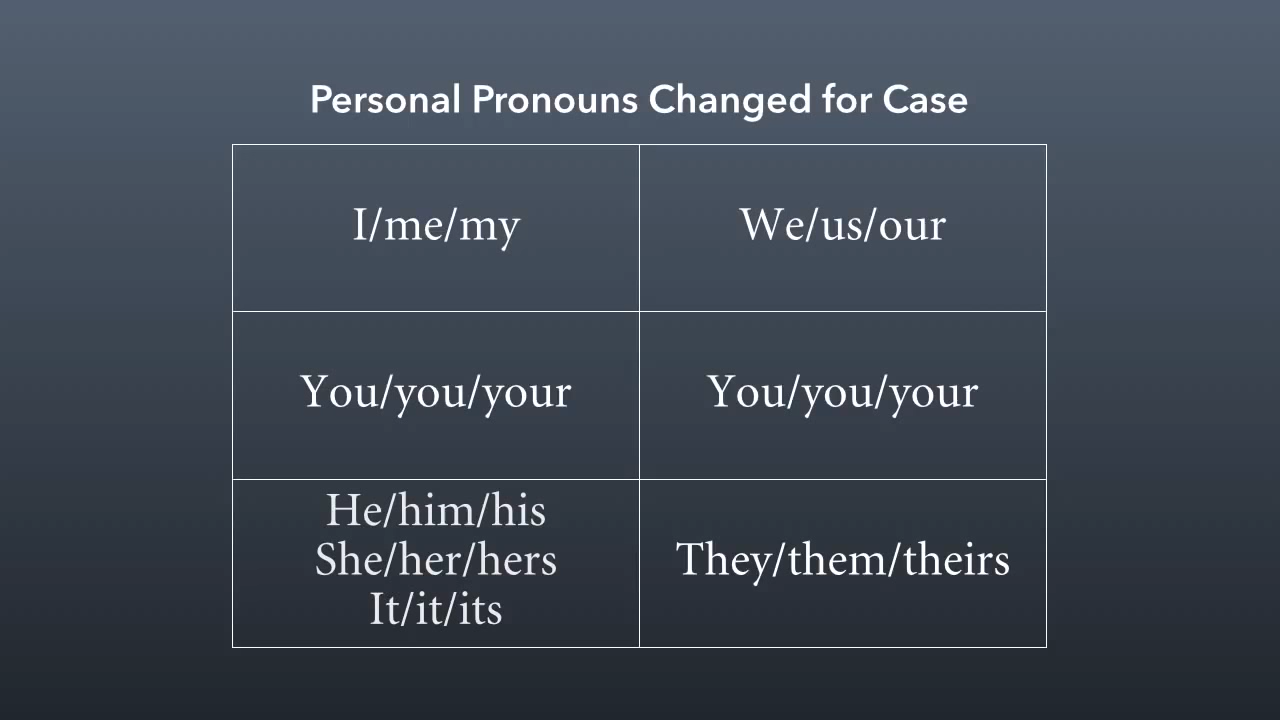 Personal Pronouns Changed for Case
I/me/my
We/us/our
You/you/your
You/you/your
He/him/his
She/her/hers
It/it/its
They/them/theirs